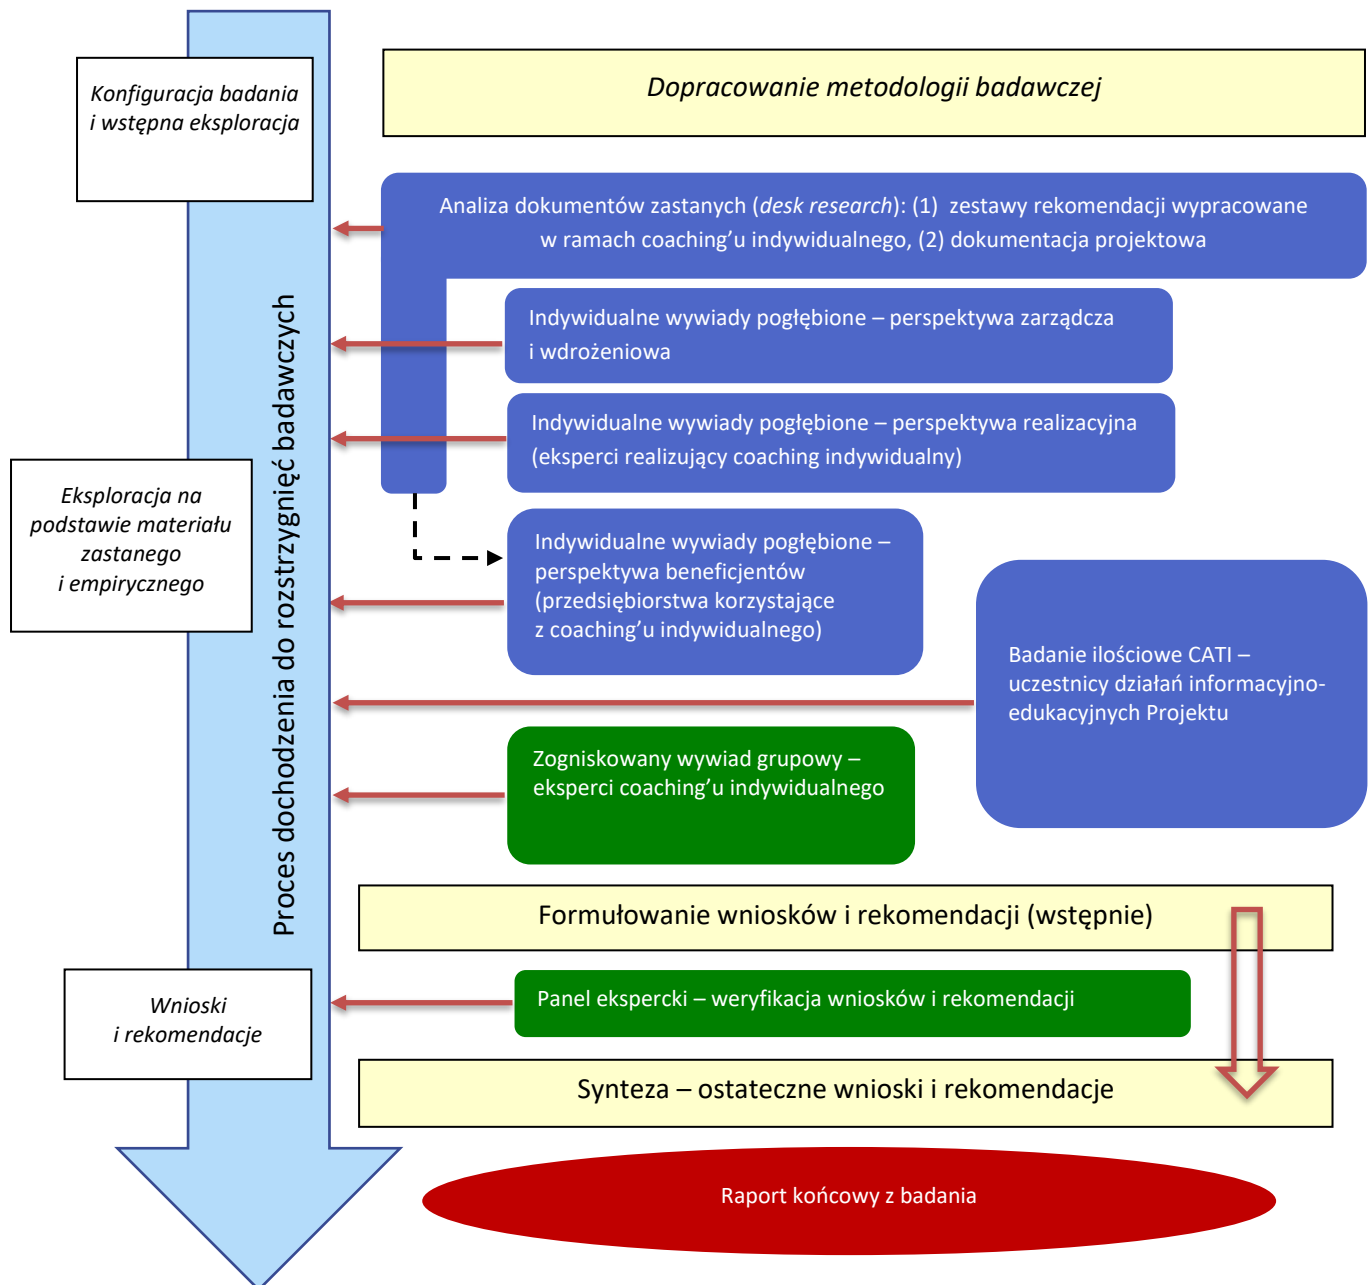 Konfiguracja badania
i wstępna eksploracja
Dopracowanie metodologii badawczej
Analiza dokumentów zastanych (desk research): (1) zestawy rekomendacji wypracowane
w ramach coaching’u indywidualnego, (2) dokumentacja projektowa
Indywidualne wywiady pogłębione – perspektywa zarządcza
i wdrożeniowa
Indywidualne wywiady pogłębione – perspektywa realizacyjna
(eksperci realizujący coaching indywidualny)
Proces dochodzenia do rozstrzygnięć badawczych
Eksploracja na
podstawie materiału
zastanego
i empirycznego
Indywidualne wywiady pogłębione –
perspektywa beneficjentów
(przedsiębiorstwa korzystające
z coaching’u indywidualnego)
Badanie ilościowe CATI –
uczestnicy działań informacyjno-
edukacyjnych Projektu
Zogniskowany wywiad grupowy –
eksperci coaching’u indywidualnego
Formułowanie wniosków i rekomendacji (wstępnie)
Wnioski
i rekomendacje
Panel ekspercki – weryfikacja wniosków i rekomendacji
Synteza – ostateczne wnioski i rekomendacje
Raport końcowy z badania